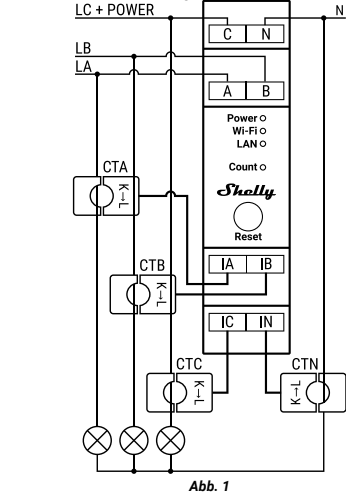 LC + POWER
N
C N
LB
LA
A B
Power
Wi-Fi
LAN
Count
Shelly
Reset
CTA
K→L
IA IB
CTB
K→L
IC IN
CTC
K→L
CTN
K→L
Abb. 1